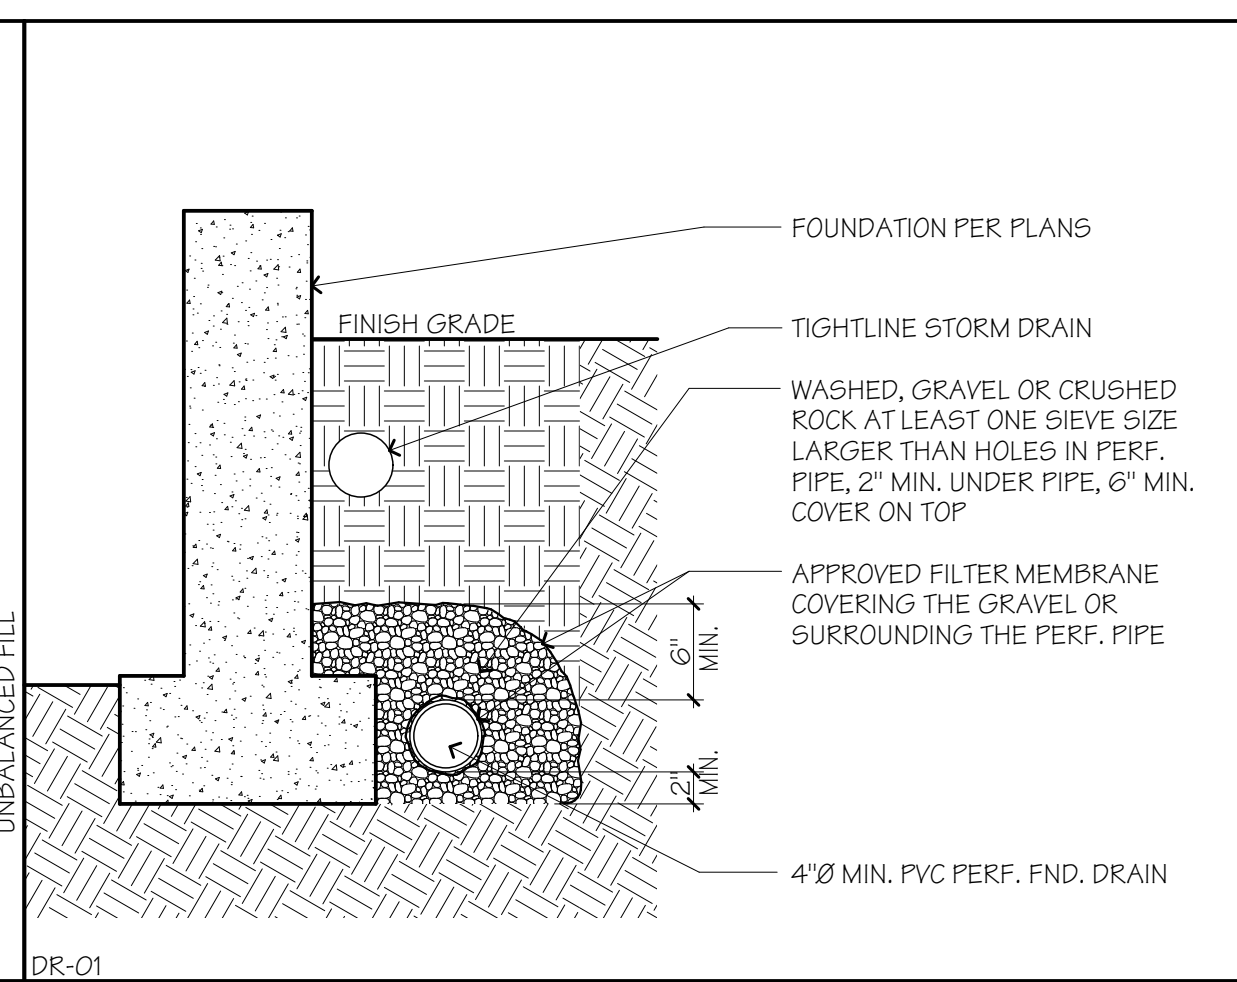 FOUNDATION PER PLANS
FINISH GRADE
TIGHTLINE STORM DRAIN
WASHED, GRAVEL OR CRUSHED
ROCK AT LEAST ONE SIEVE SIZE
LARGER THAN HOLES IN PERF.
PIPE, 2" MIN. UNDER PIPE, 6" MIN.
COVER ON TOP
APPROVED FILTER MEMBRANE
COVERING THE GRAVEL OR
SURROUNDING THE PERF. PIPE
6"
MIN.
2"
MIN.
4"Ø MIN. PVC PERF. FND. DRAIN
UNBALANCED FILL
DR-01